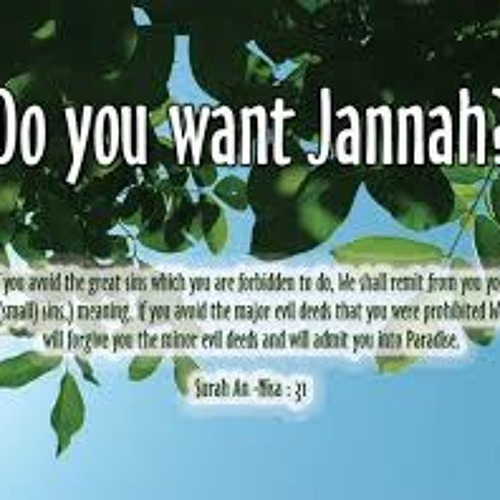 Do you want Jannah?
you avoid the great sins which you are forbidden to do, We shall remit from you yo
(small) sins.) meaning. If you avoid the major evil deeds that you were prohibited W
will forgive you the minor evil deeds and will admit you into Paradise.
Surah An -Nisa : 31